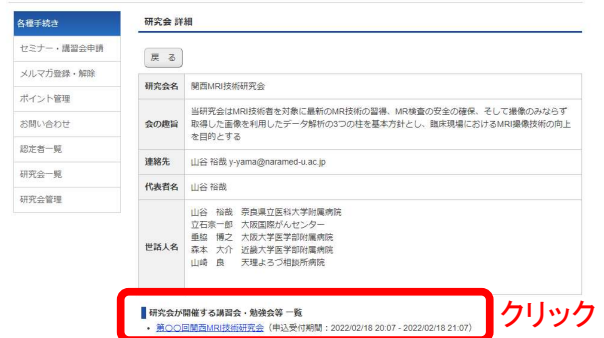 各種手続き
セミナー・講習会申請
メルマガ登録・解除
ポイント管理
お問い合わせ
認定者一覧
研究会一覧
研究会管理
研究会 詳細
戻 る
研究会名 関西MRI技術研究会
会の趣旨
当研究会はMRI技術者を対象に最新のMR技術の習得、MR検査の安全の確保、そして撮像のみならず
取得した画像を利用したデータ解析の3つの柱を基本方針とし、臨床現場におけるMRI撮像技術の向上
を目的とする
連絡先 山谷 裕哉 y-yama@naramed-u.ac.jp
代表者名 山谷 裕哉
世話人名
山谷 裕哉 奈良県立医科大学附属病院
立石宗一郎 大阪国際がんセンター
垂脇 博之 大阪大学医学部附属病院
森本 大介 近畿大学医学部附属病院
山崎 良 天理よろづ相談所病院
研究会が開催する講習会・勉強会等 一覧
・ 第〇〇回関西MRI技術研究会（申込受付期間：2022/02/18 20:07 - 2022/02/18 21:07）
クリック